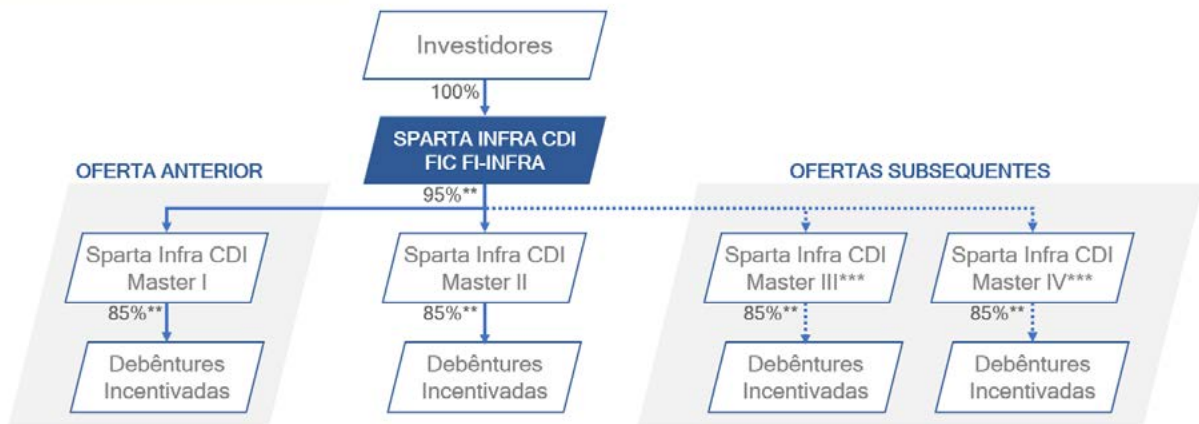 Investidores
100%
SPARTA INFRA CDI
FIC FI-INFRA
OFERTA ANTERIOR
OFERTAS SUBSEQUENTES
95%**
Sparta Infra CDI
Master I
Sparta Infra CDI
Master II
Sparta Infra CDI
Master III***
Sparta Infra CDI
Master IV***
85%**
85%**
85%**
85%**
Debêntures
Incentivadas
Debêntures
Incentivadas
Debêntures
Incentivadas
Debêntures
Incentivadas